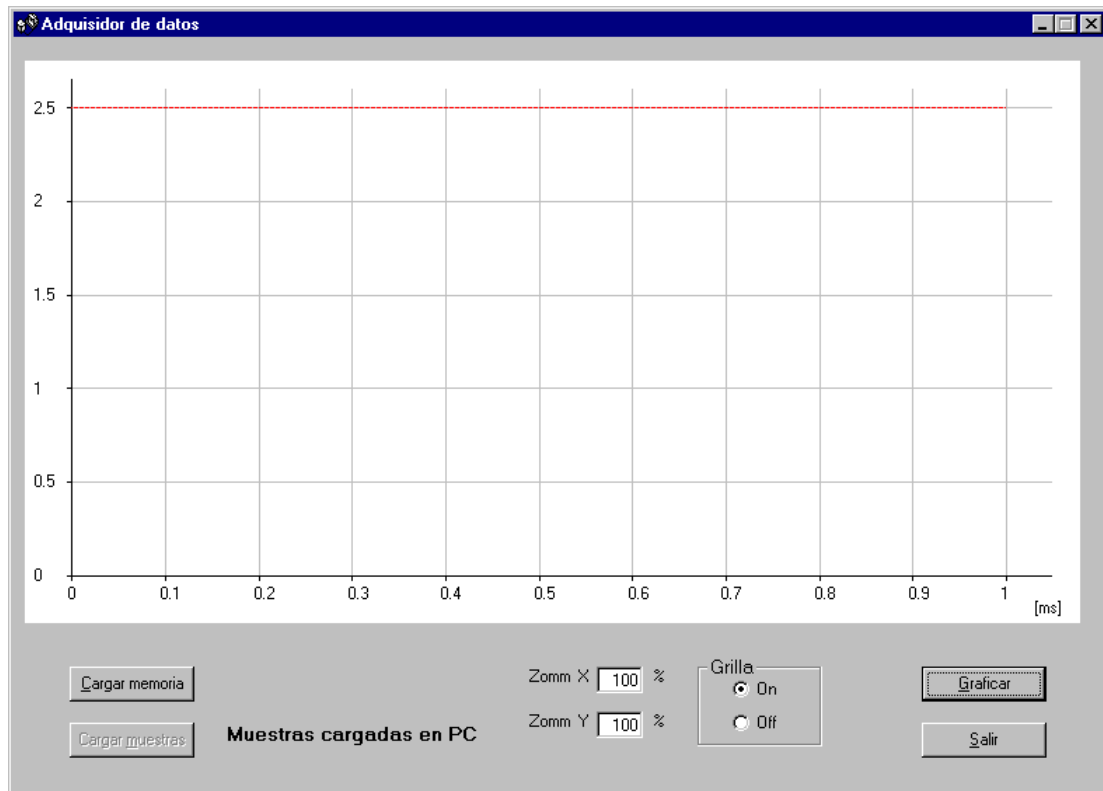 Adquisidor de datos
2.5
2
1.5
1
0.5
0
0 0.1 0.2 0.3 0.4 0.5 0.6 0.7 0.8 0.9 1
[ms]
Cargar memoria
Cargar muestras
Muestras cargadas en PC
Zomm X 100 %
Zomm Y 100 %
Grilla
On
Off
Graficar
Salir